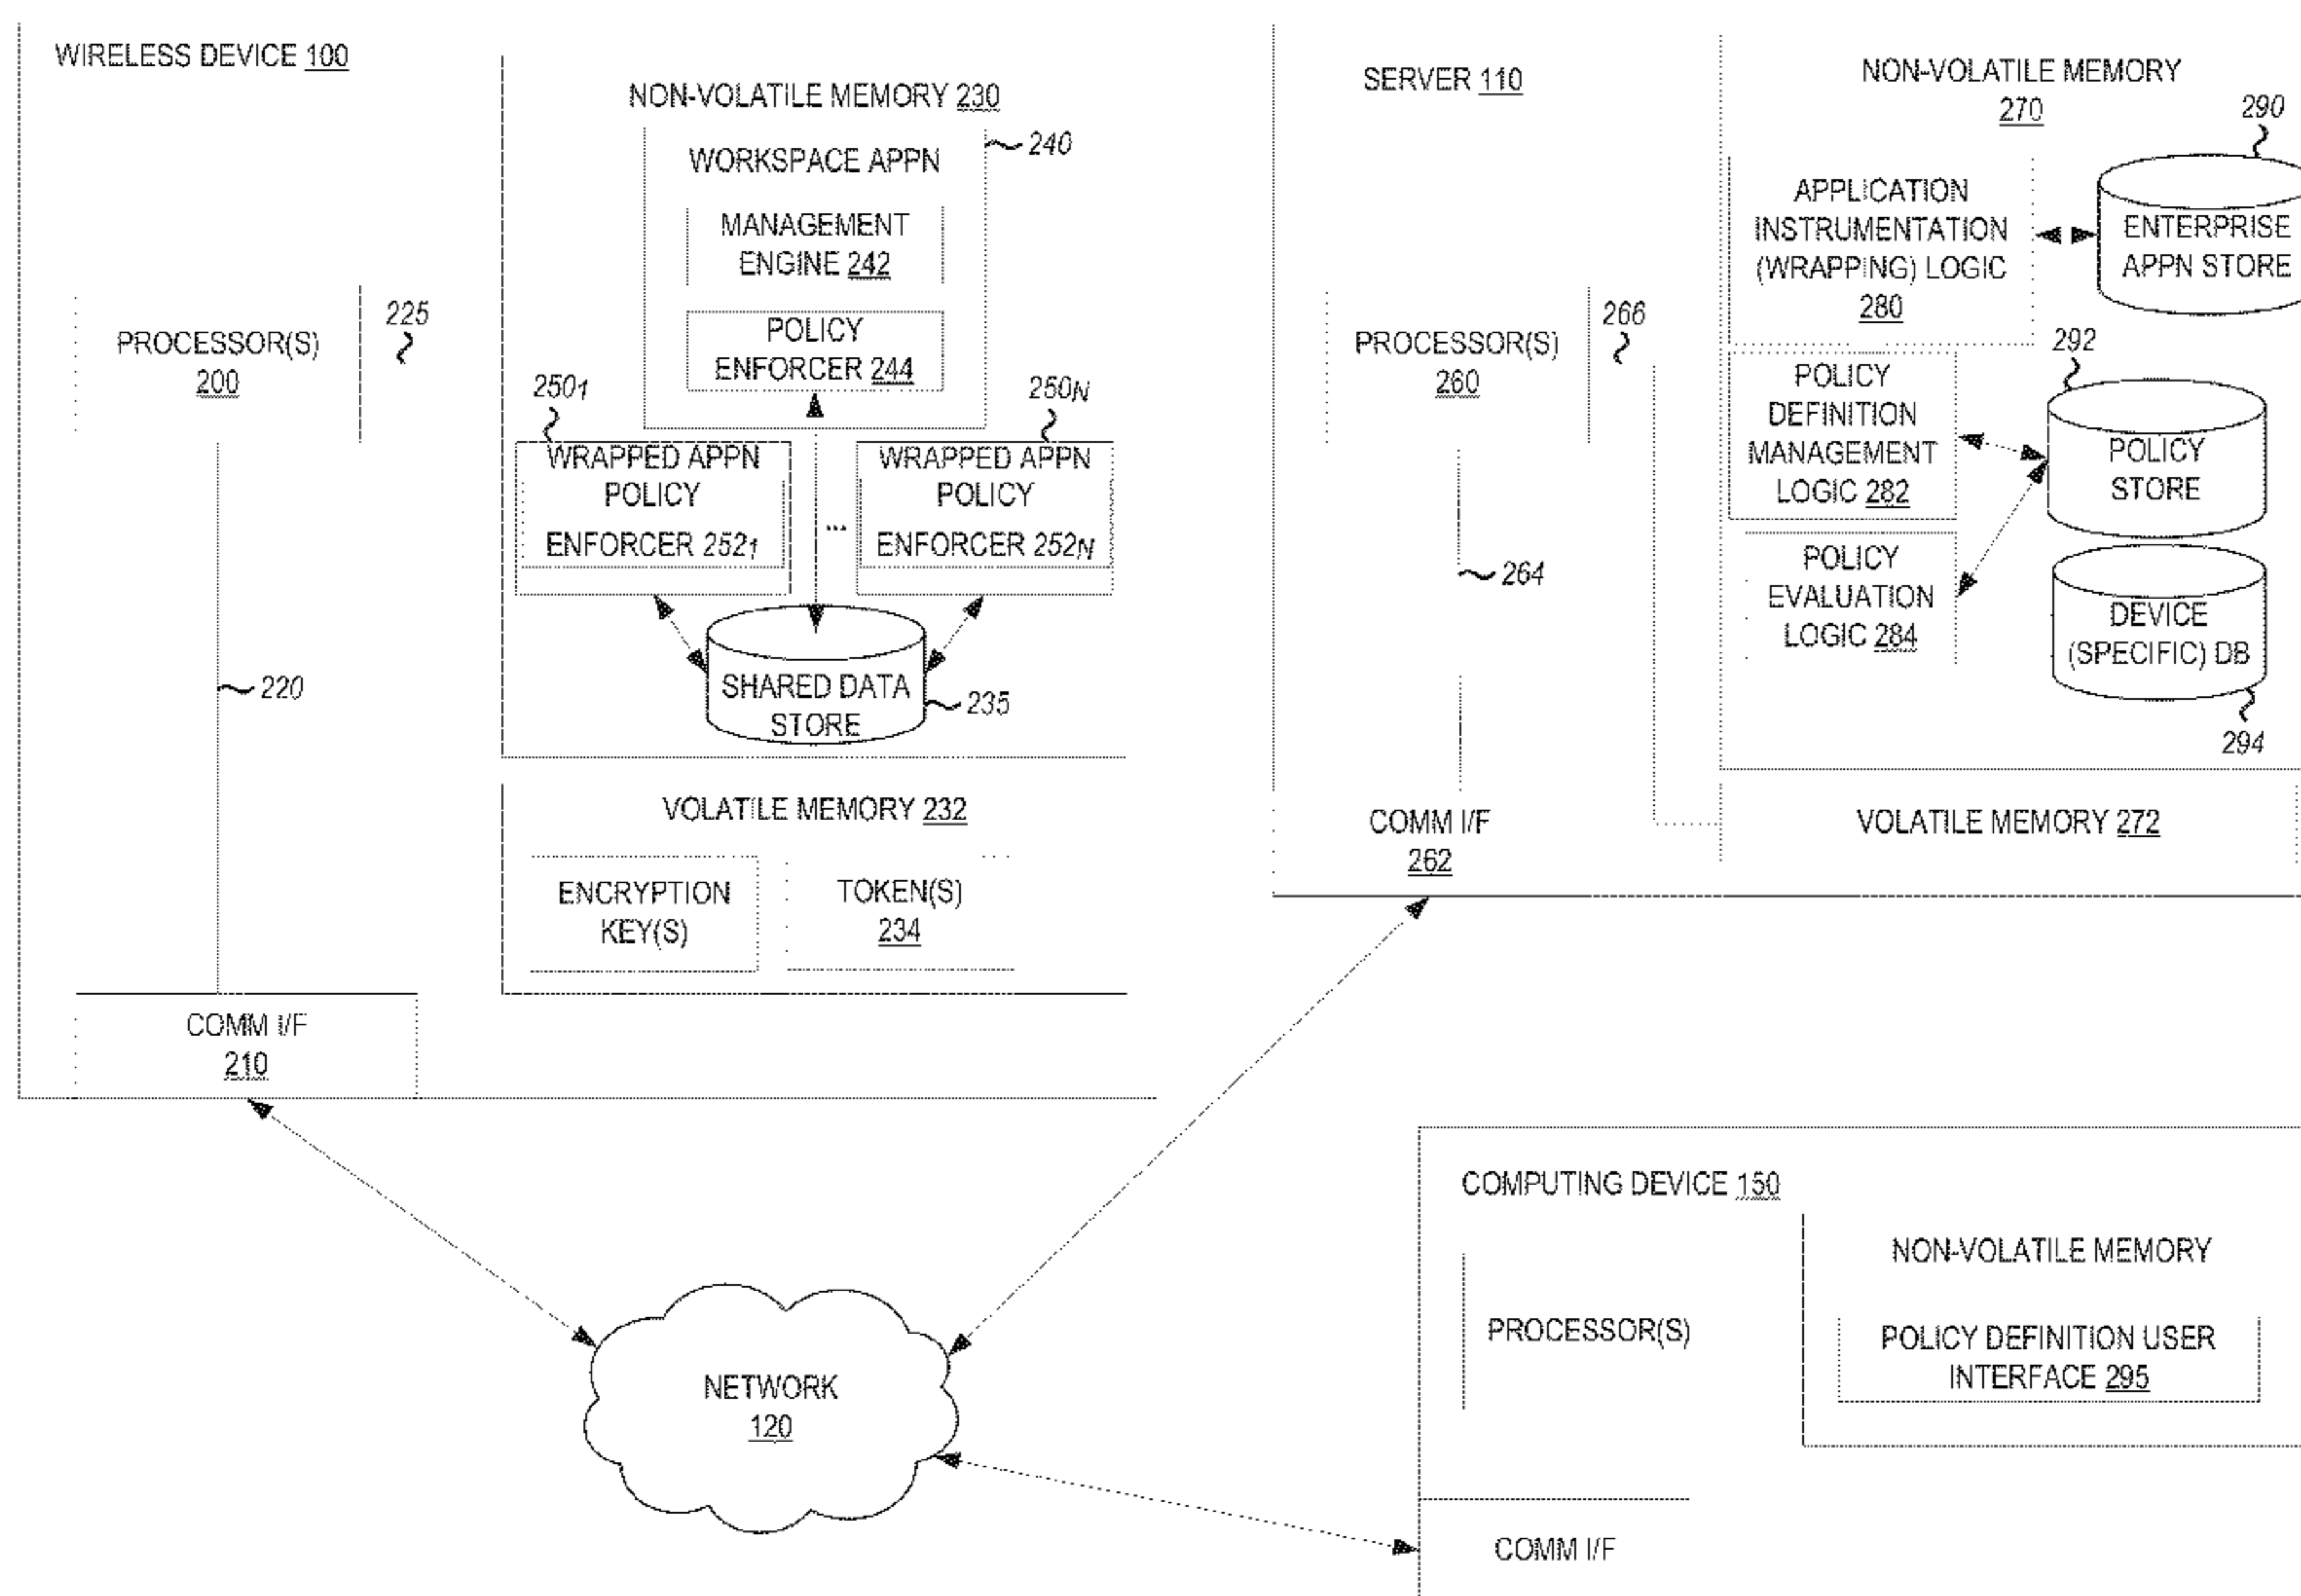 WIRELESS DEVICE 100
NON-VOLATILE MEMORY 230
240
WORKSPACE APPN
MANAGEMENT
ENGINE 242
POLICY
ENFORCER 244
PROCESSOR(S)
200
225
250₁
250N
WRAPPED APPN
POLICY
ENFORCER 252₁
...
WRAPPED APPN
POLICY
ENFORCER 252N
SHARED DATA
STORE
235
220
VOLATILE MEMORY 232
ENCRYPTION
KEY(S)
TOKEN(S)
234
COMM I/F
210
SERVER 110
NON-VOLATILE MEMORY
270
290
APPLICATION
INSTRUMENTATION
(WRAPPING) LOGIC
280
ENTERPRISE
APPN STORE
PROCESSOR(S)
260
266
292
POLICY
DEFINITION
MANAGEMENT
LOGIC 282
POLICY
STORE
264
POLICY
EVALUATION
LOGIC 284
DEVICE
(SPECIFIC) DB
294
COMM I/F
262
VOLATILE MEMORY 272
NETWORK
120
COMPUTING DEVICE 150
PROCESSOR(S)
NON-VOLATILE MEMORY
POLICY DEFINITION USER
INTERFACE 295
COMM I/F